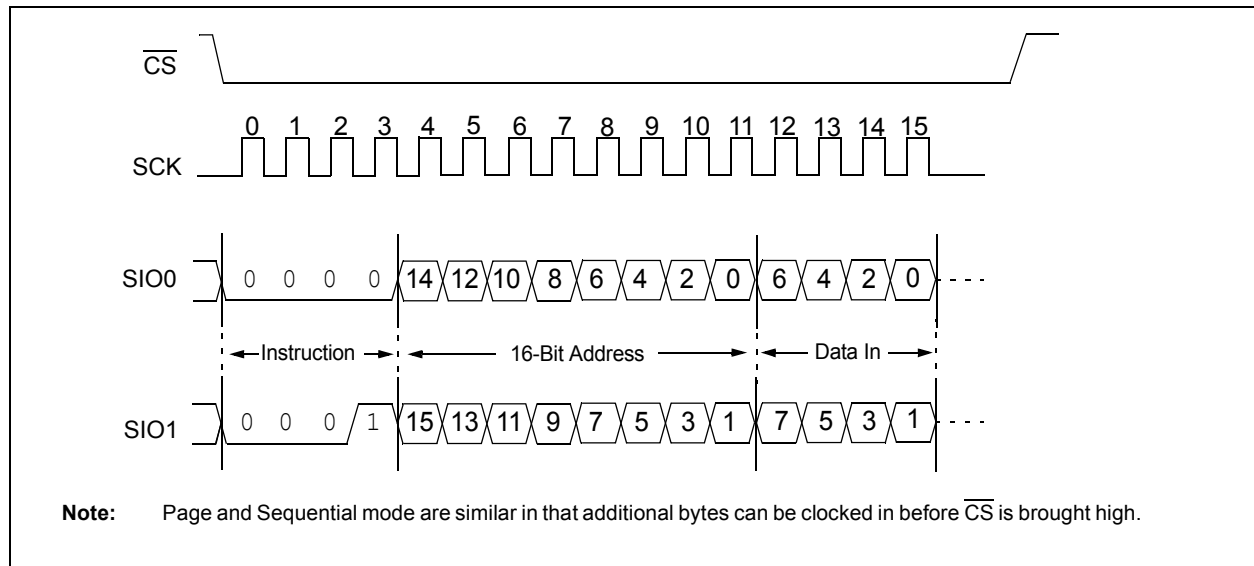 CS
0 1 2 3 4 5 6 7 8 9 10 11 12 13 14 15
SCK
SIO0 0 0 0 0 14 12 10 8 6 4 2 0 6 4 2 0
Instruction 16-Bit Address Data In
SIO1 0 0 0 1 15 13 11 9 7 5 3 1 7 5 3 1
Note: Page and Sequential mode are similar in that additional bytes can be clocked in before CS is brought high.